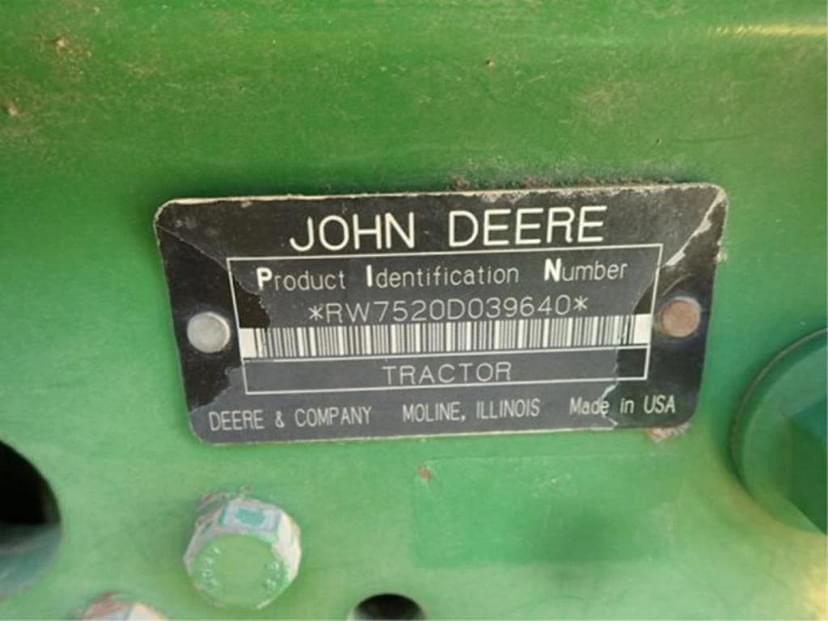 JOHN DEERE
Product Identification Number
*RW7520D039640*
TRACTOR
DEERE & COMPANY MOLINE, ILLINOIS Made in USA